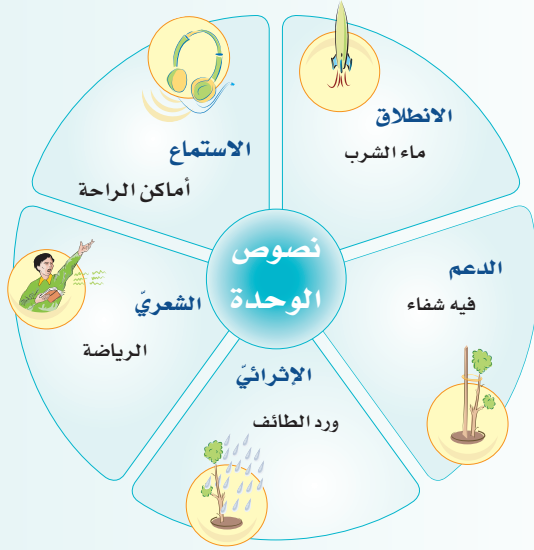 نصوص
الوحدة
الانطلاق
ماء الشرب
الدعم
فيه شفاء
الإثرائيّ
ورد الطائف
الشعريّ
الرياضة
الاستماع
أماكن الراحة